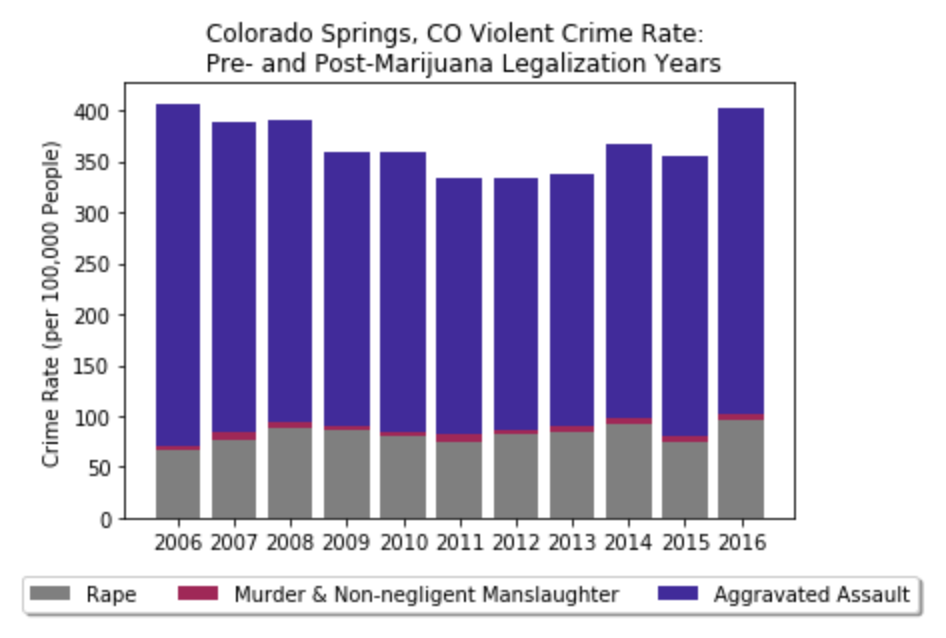 Colorado Springs, CO Violent Crime Rate:
Pre- and Post-Marijuana Legalization Years
Crime Rate (per 100,000 People)
400
350
300
250
200
150
100
50
0
2006 2007 2008 2009 2010 2011 2012 2013 2014 2015 2016
Rape Murder & Non-negligent Manslaughter Aggravated Assault